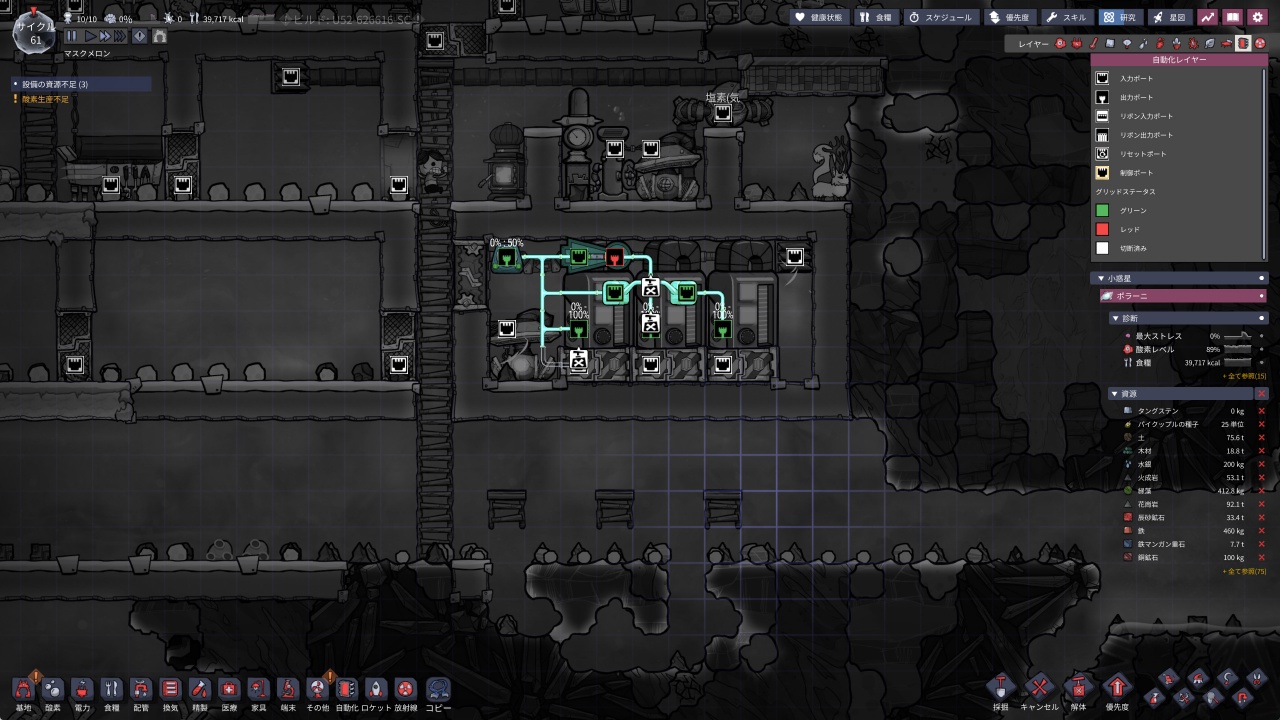 サイクル
61
10/10
0%
0
39,717 kcal
マスクメロン
設備の資源不足 (3)
酸素生産不足
健康状態
食糧
スケジュール
優先度
スキル
研究
星図
レイヤー
自動化レイヤー
入力ポート
出力ポート
リボン入力ポート
リボン出力ポート
リセットポート
制御ポート
グリッドステータス
グリーン
レッド
切断済み
小惑星
ポラーニ
診断
最大ストレス 0%
酸素レベル 89%
食糧 39,717 kcal
+ 全て参照(15)
資源
タングステン 0 kg
パイクップルの種子 25 単位
土 75.6 t
木材 18.8 t
水銀 200 kg
火成岩 53.1 t
緑藻 412.8 kg
花崗岩 92.1 t
辰砂鉱石 33.4 t
鉄 460 kg
鉄マンガン重石 7.7 t
銅鉱石 100 kg
+ 全て参照(75)
塩素(気
0% : 50%
0% -
100%
0% -
100%
基地
酸素
電力
食糧
配管
換気
精製
医療
家具
端末
その他
自動化
ロケット
放射線
コピー
採掘
キャンセル
解体
優先度